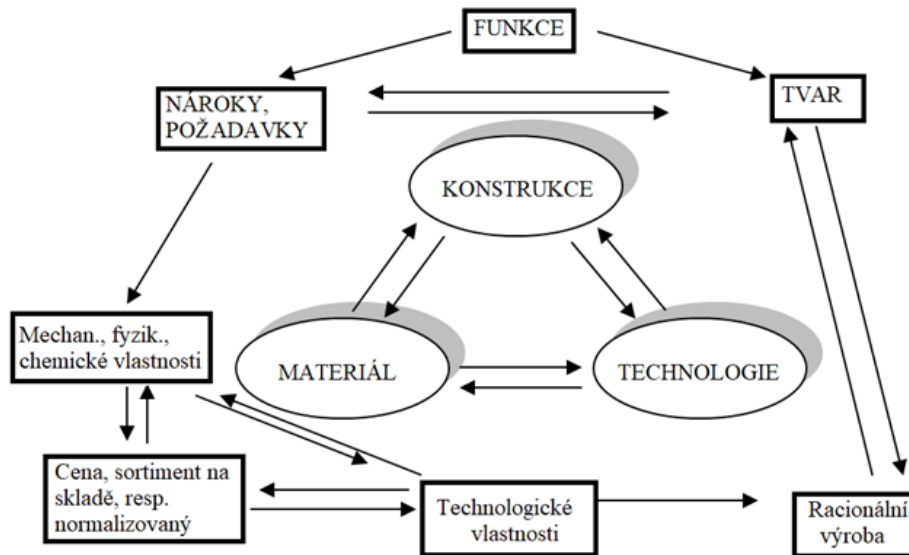 FUNKCE
NÁROKY,
POŽADAVKY
TVAR
KONSTRUKCE
Mechan., fyzik.,
chemické vlastnosti
MATERIÁL
TECHNOLOGIE
Cena, sortiment na
skladě, resp.
normalizovaný
Technologické
vlastnosti
Racionální
výroba